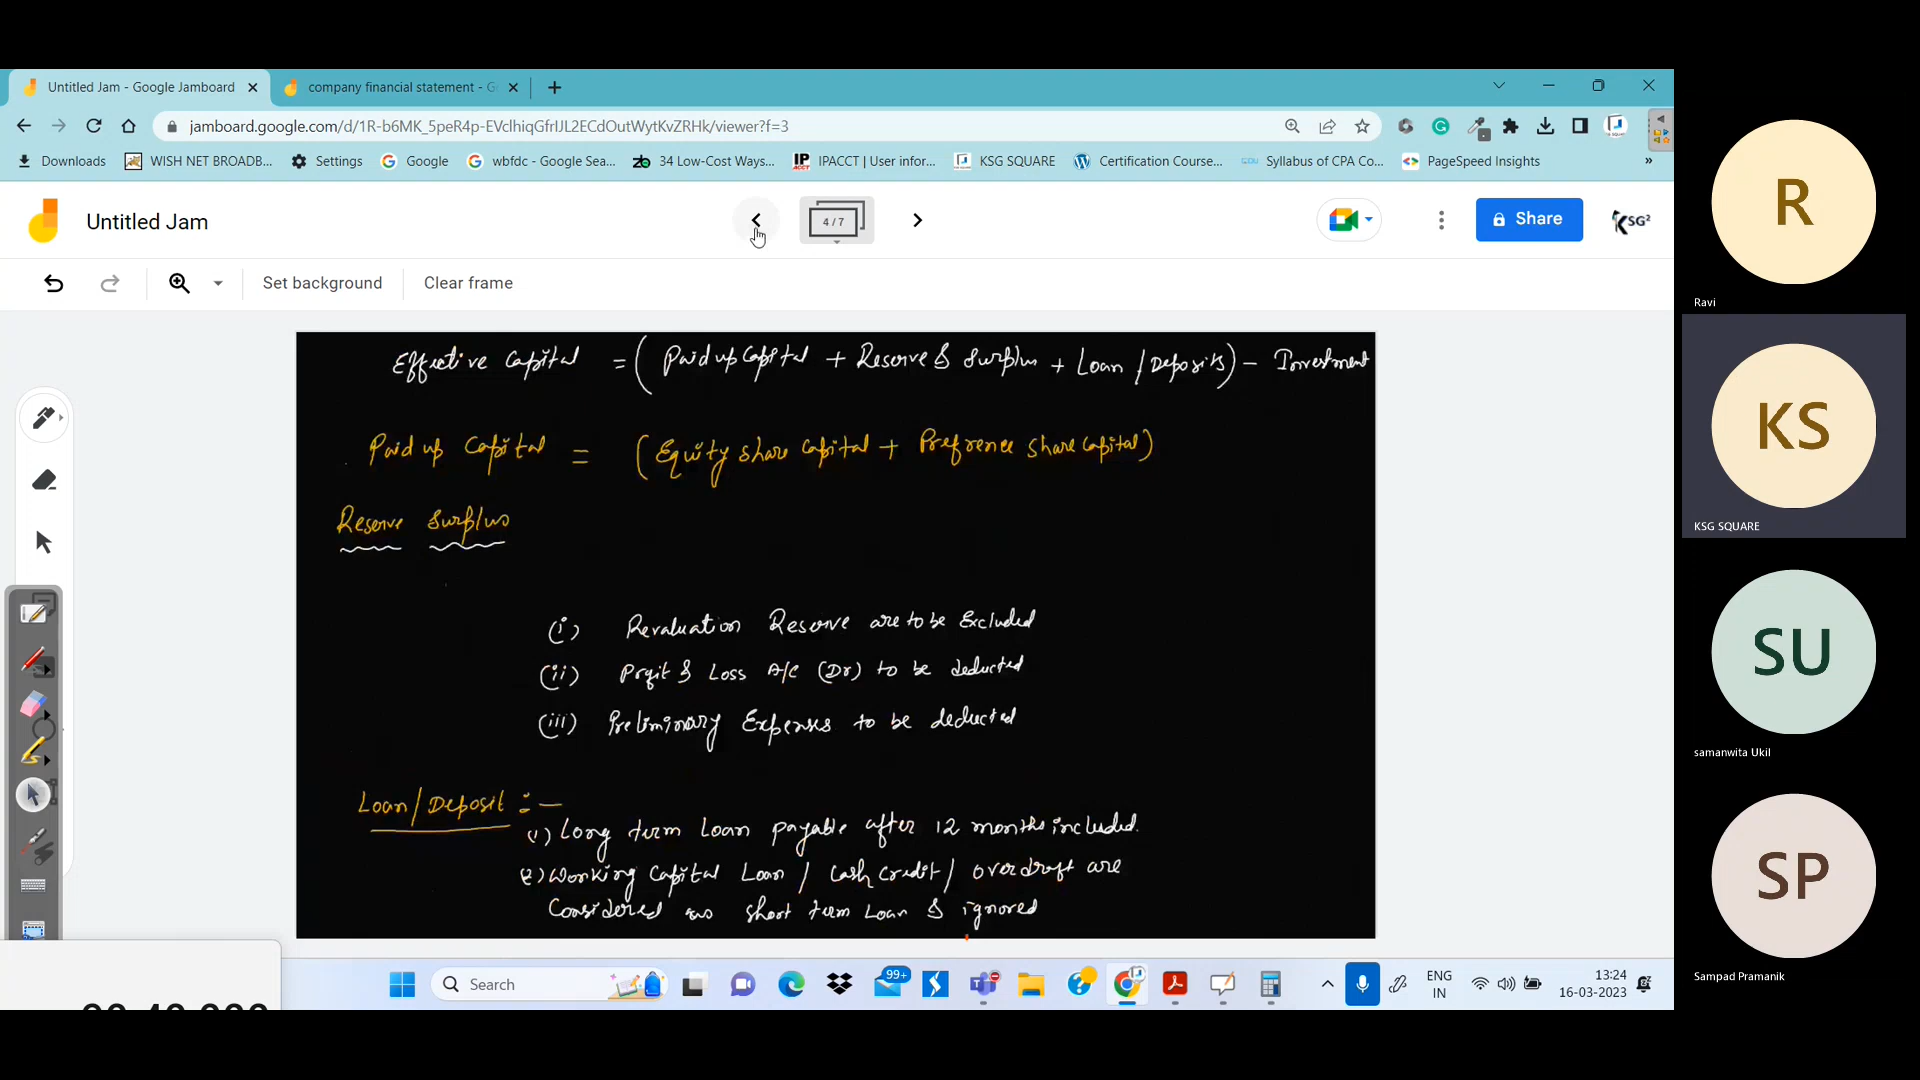 Untitled Jam - Google Jamboard
company financial statement - G
jamboard.google.com/d/1R-b6MK_5peR4p-EVclhiqGfrIJL2ECdOutWytKvZRHk/viewer?f=3
Downloads WISH NET BROADB... Settings Google wbfdc - Google Sea... 34 Low-Cost Ways... IPACCT | User infor... KSG SQUARE Certification Course... Syllabus of CPA Co... PageSpeed Insights »
Untitled Jam
4 / 7
Share
KSG²
Set background Clear frame
Effective Capital = (Paid up Capital + Reserve & Surplus + Loan / Deposits) - Investment
Paid up Capital = (Equity share capital + Prefrence share capital)
Reserve Surplus
(i) Revaluation Reserve are to be Excluded
(ii) Profit & Loss A/C (Dr) to be deducted
(iii) Preliminary Expenses to be deducted
Loan / Deposit : —
(1) Long term Loan payable after 12 months included.
(2) Working Capital Loan / Cash credit / overdraft are
Considered as short term Loan & ignored
Search
99+
ENG
IN
13:24
16-03-2023
R
Ravi
KS
KSG SQUARE
SU
samanwita Ukil
SP
Sampad Pramanik